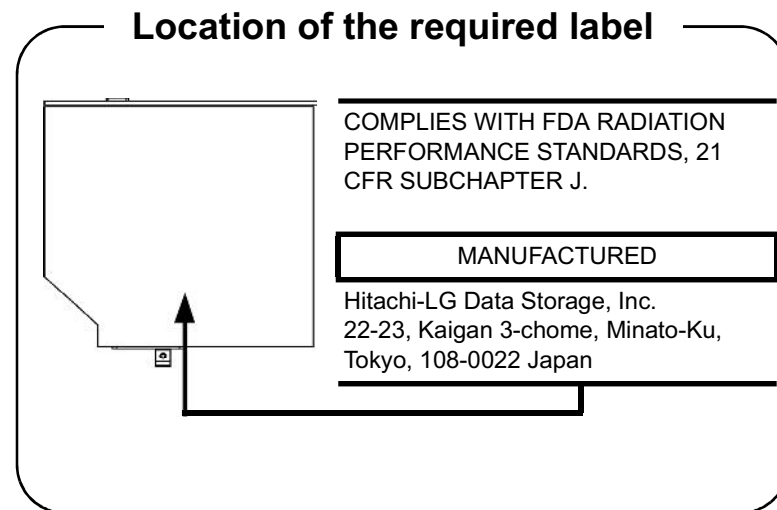 Location of the required label
COMPLIES WITH FDA RADIATION
PERFORMANCE STANDARDS, 21
CFR SUBCHAPTER J.
MANUFACTURED
Hitachi-LG Data Storage, Inc.
22-23, Kaigan 3-chome, Minato-Ku,
Tokyo, 108-0022 Japan